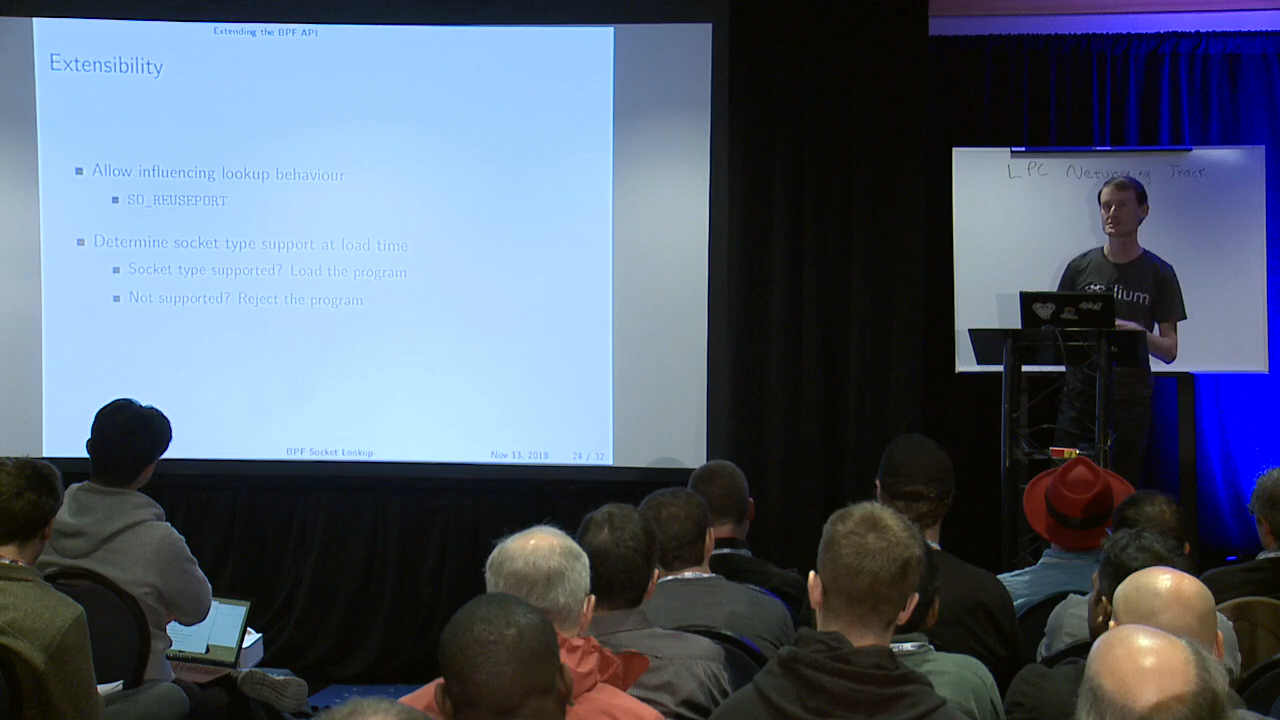 Extending the BPF API
Extensibility
Allow influencing lookup behaviour
SO_REUSEPORT
Determine socket type support at load time
Socket type supported? Load the program
Not supported? Reject the program
BPF Socket Lookup
Nov 13, 2018
24 / 32
LPC Networking Track